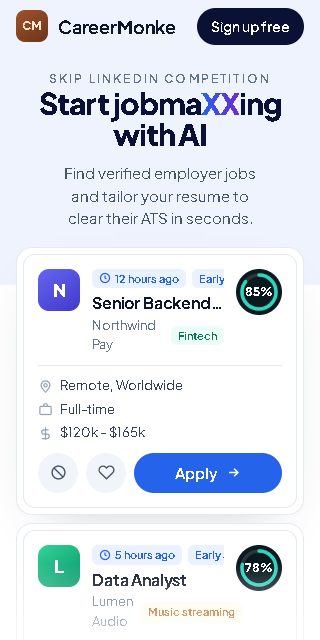 CM CareerMonke Sign up free
SKIP LINKEDIN COMPETITION
Start jobmaXXing
with AI
Find verified employer jobs
and tailor your resume to
clear their ATS in seconds.
N 12 hours ago Early 85%
Senior Backend...
Northwind
Pay
Fintech
Remote, Worldwide
Full-time
$ $120k - $165k
Apply →
L 5 hours ago Early 78%
Data Analyst
Lumen
Audio
Music streaming